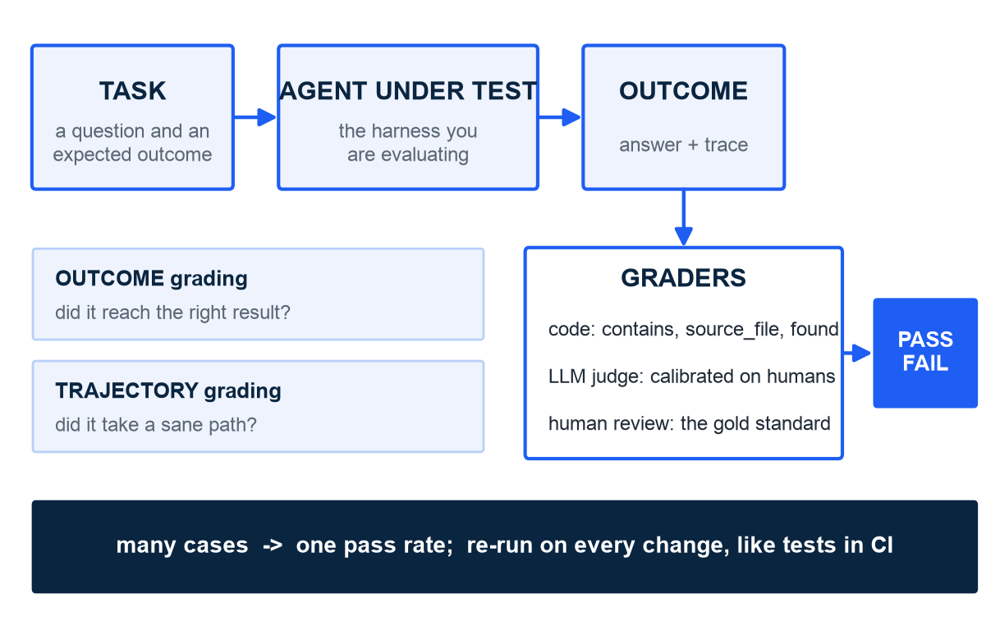 TASK
a question and an
expected outcome
AGENT UNDER TEST
the harness you
are evaluating
OUTCOME
answer + trace
OUTCOME grading
did it reach the right result?
TRAJECTORY grading
did it take a sane path?
GRADERS
code: contains, source_file, found
LLM judge: calibrated on humans
human review: the gold standard
PASS
FAIL
many cases -> one pass rate; re-run on every change, like tests in CI